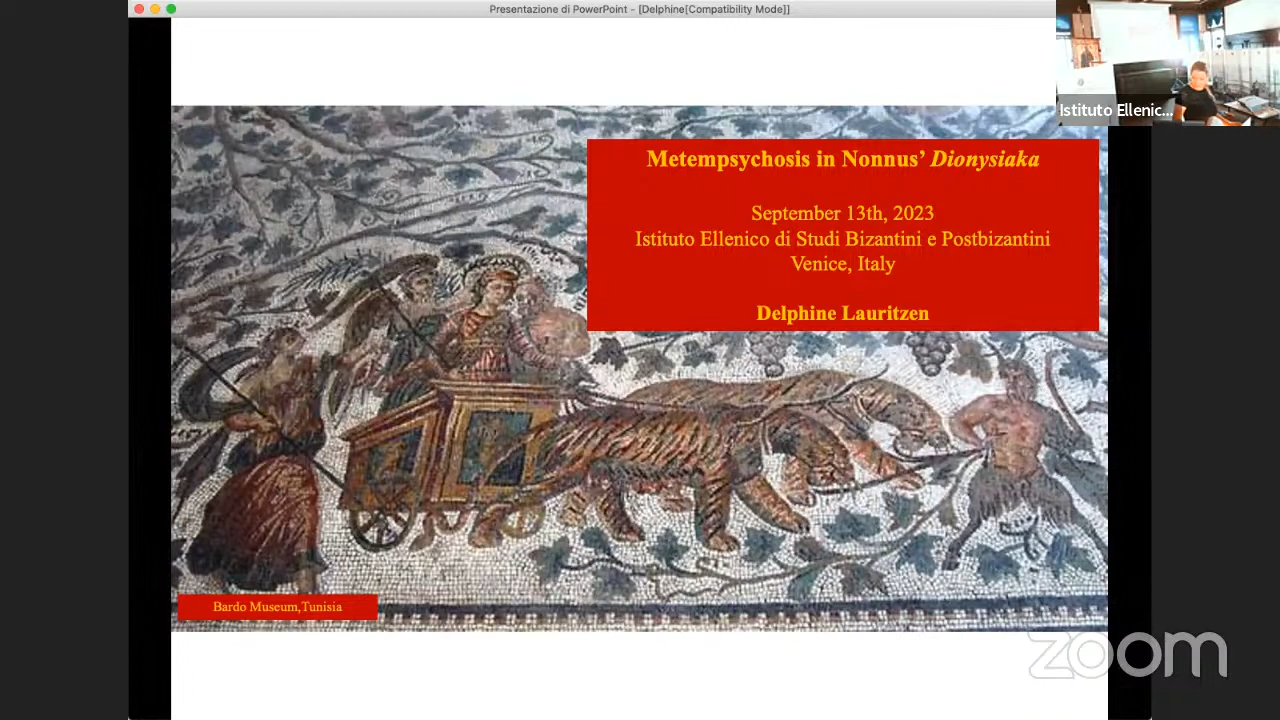 Presentazione di PowerPoint - [Delphine[Compatibility Mode]]
Istituto Ellenic...
Metempsychosis in Nonnus’ Dionysiaka
September 13th, 2023
Istituto Ellenico di Studi Bizantini e Postbizantini
Venice, Italy
Delphine Lauritzen
Bardo Museum,Tunisia
zoom